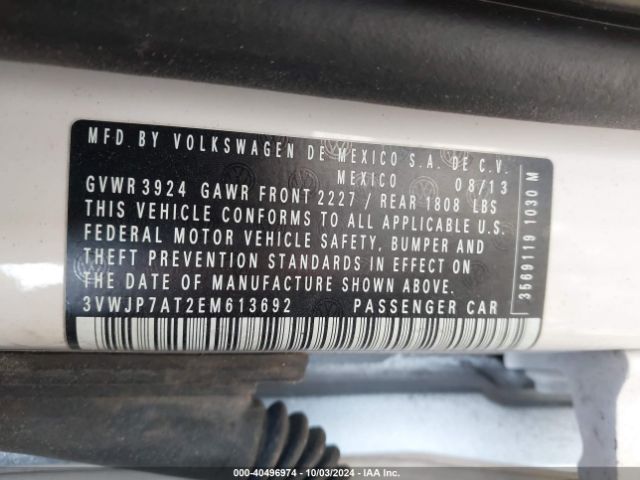 MFD. BY VOLKSWAGEN DE MEXICO S.A. DE C.V.
MEXICO 08/13
GVWR 3924 GAWR FRONT 2227 / REAR 1808 LBS
THIS VEHICLE CONFORMS TO ALL APPLICABLE U.S.
FEDERAL MOTOR VEHICLE SAFETY, BUMPER AND
THEFT PREVENTION STANDARDS IN EFFECT ON
THE DATE OF MANUFACTURE SHOWN ABOVE.
3VWJP7AT2EM613692 PASSENGER CAR
3569119 1030 M
000-40496974 - 10/03/2024 - IAA Inc.